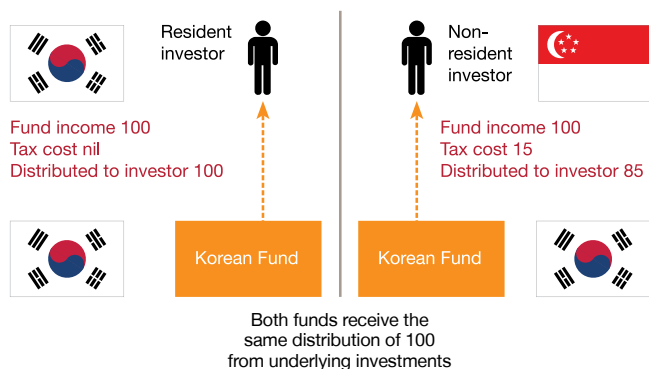 Resident
investor
Non-
resident
investor
Fund income 100
Tax cost nil
Distributed to investor 100
Fund income 100
Tax cost 15
Distributed to investor 85
Korean Fund
Korean Fund
Both funds receive the
same distribution of 100
from underlying investments